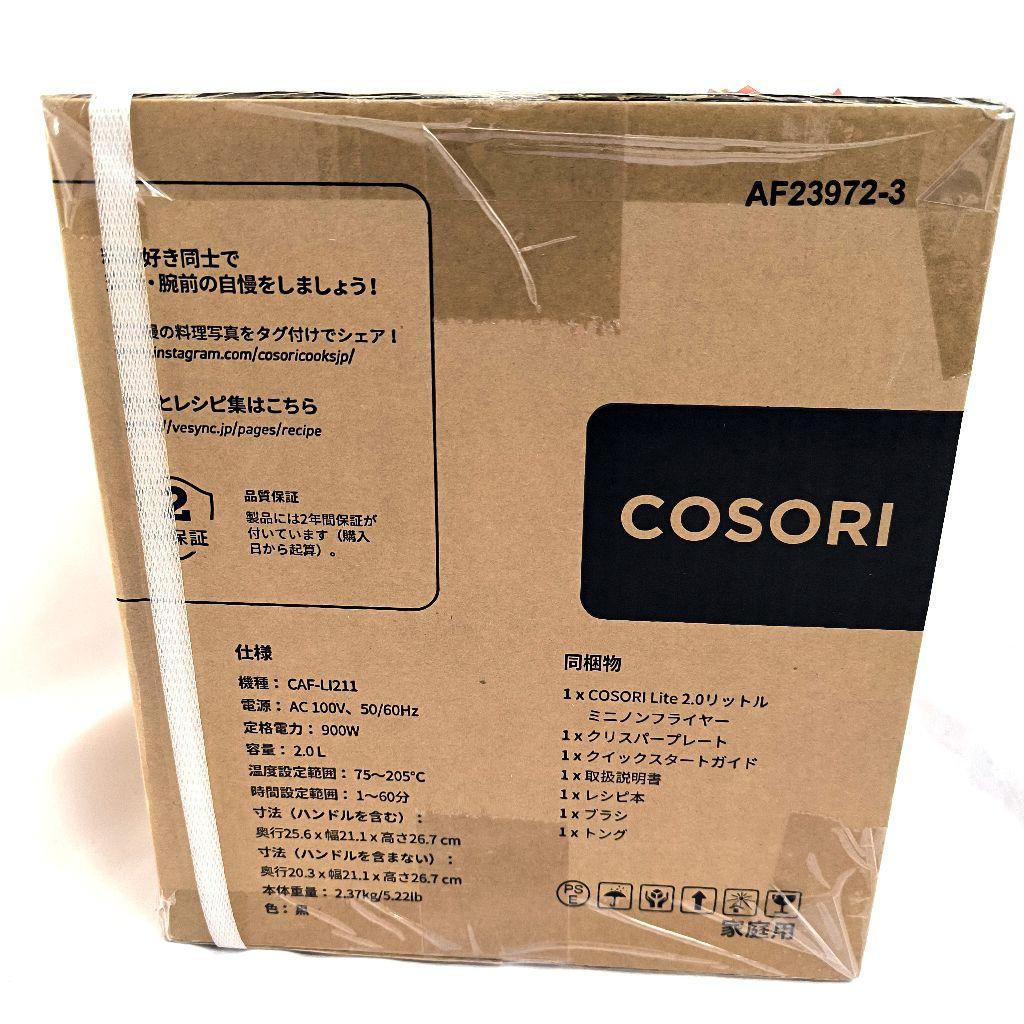 AF23972-3
好き同士で
・腕前の自慢をしましょう！
の料理写真をタグ付けでシェア！
instagram.com/cosoricooksjp/
とレシピ集はこちら
//vesync.jp/pages/recipe
2
保証
品質保証
製品には2年間保証が
付いています（購入
日から起算）。
COSORI
仕様
機種： CAF-LI211
電源： AC 100V、50/60Hz
定格電力： 900W
容量： 2.0 L
温度設定範囲： 75～205℃
時間設定範囲： 1～60分
寸法（ハンドルを含む）：
奥行25.6 x 幅21.1 x 高さ26.7 cm
寸法（ハンドルを含まない）：
奥行20.3 x 幅21.1 x 高さ26.7 cm
本体重量： 2.37kg/5.22lb
色：黒
同梱物
1 x COSORI Lite 2.0リットル
ミニノンフライヤー
1 x クリスパープレート
1 x クイックスタートガイド
1 x 取扱説明書
1 x レシピ本
1 x ブラシ
1 x トング
PS
E
家庭用